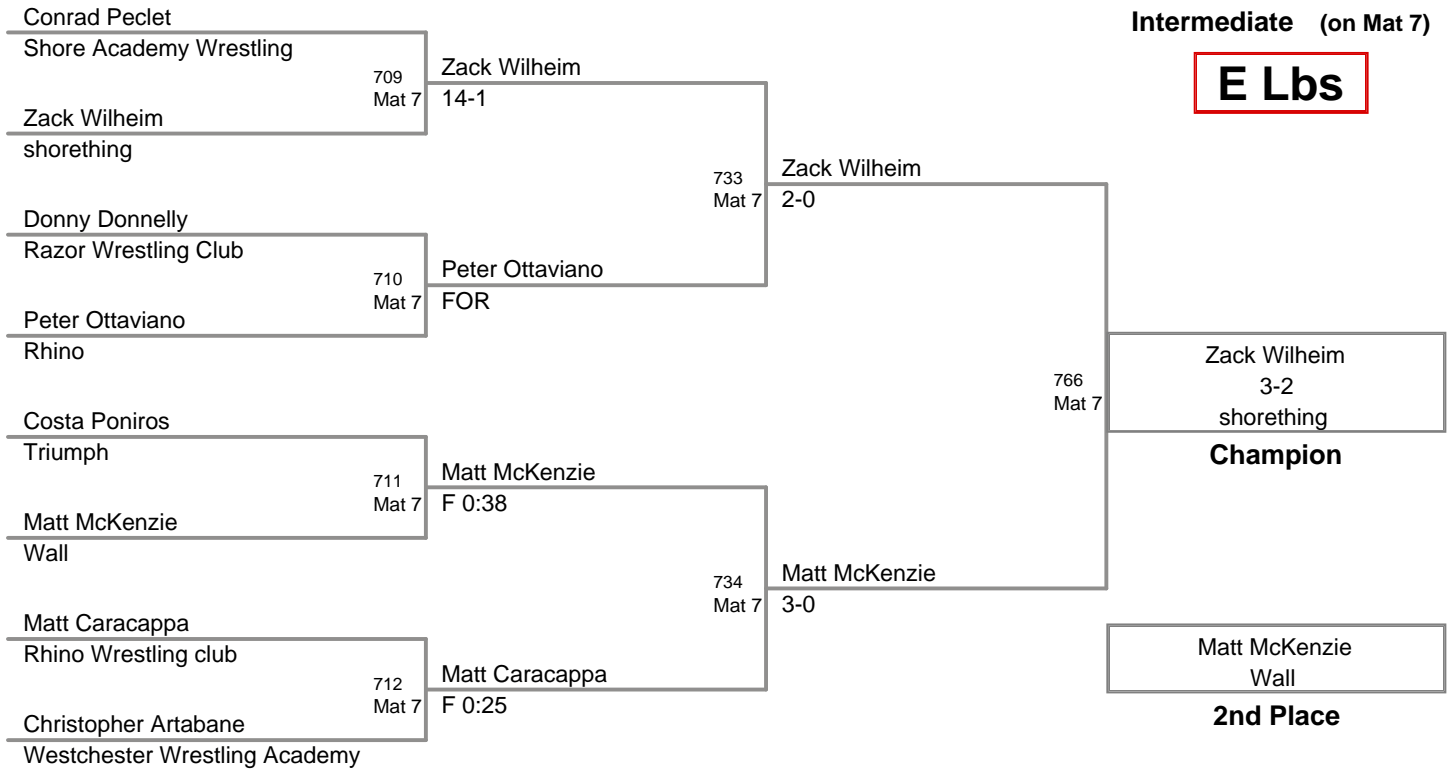 Conrad Peclet
Shore Academy Wrestling
709
Mat 7
Zack Wilheim
14-1
Zack Wilheim
shorething
733
Mat 7
Zack Wilheim
2-0
Donny Donnelly
Razor Wrestling Club
710
Mat 7
Peter Ottaviano
FOR
Peter Ottaviano
Rhino
766
Mat 7
Costa Poniros
Triumph
711
Mat 7
Matt McKenzie
F 0:38
Matt McKenzie
Wall
734
Mat 7
Matt McKenzie
3-0
Matt Caracappa
Rhino Wrestling club
712
Mat 7
Matt Caracappa
F 0:25
Christopher Artabane
Westchester Wrestling Academy
Intermediate (on Mat 7)
E Lbs
Zack Wilheim
3-2
shorething
Champion
Matt McKenzie
Wall
2nd Place